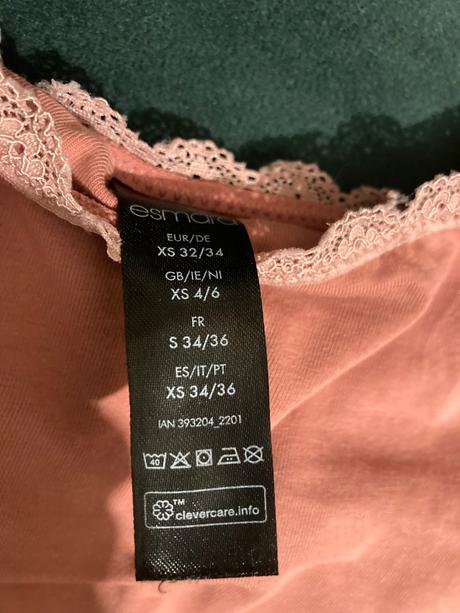 esmara
EUR/DE
XS 32/34
GB/IE/NI
XS 4/6
FR
S 34/36
ES/IT/PT
XS 34/36
IAN 393204_2201
40
™
clevercare.info